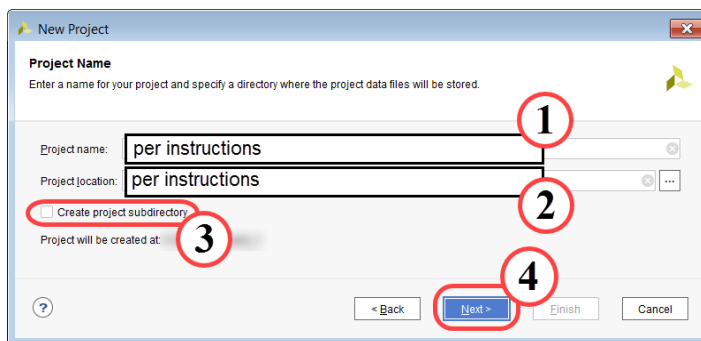 New Project
Project Name
Enter a name for your project and specify a directory where the project data files will be stored.
1
Project name: per instructions
Project location: per instructions ...
2
Create project subdirectory
3
Project will be created at:
4
? < Back Next > Finish Cancel